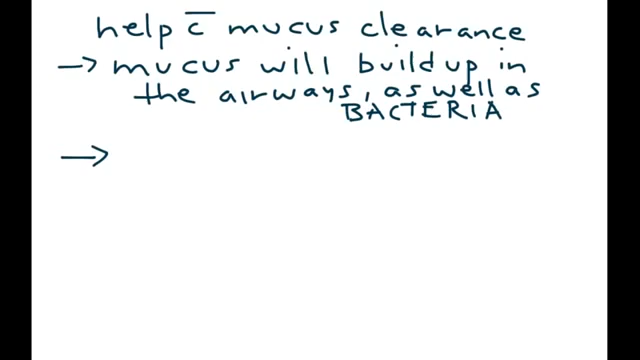 help c̅ mucus clearance
→ mucus will build up in
the airways, as well as
BACTERIA
→